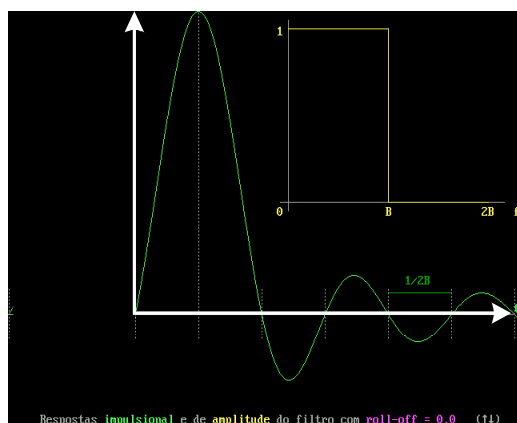 1
0
B
2B
f
1/2B
t
Respostas impulsional e de amplitude do filtro com roll-off = 0.0 (↑↓)